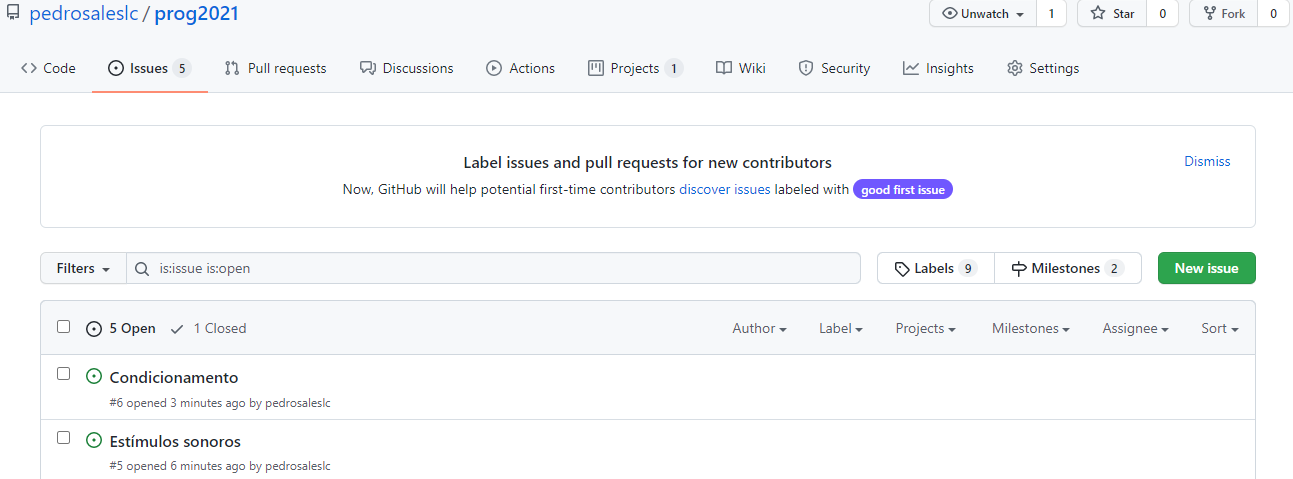 pedrosaleslc / prog2021 Unwatch 1 Star 0 Fork 0
Code Issues 5 Pull requests Discussions Actions Projects 1 Wiki Security Insights Settings
Label issues and pull requests for new contributors Dismiss
Now, GitHub will help potential first-time contributors discover issues labeled with good first issue
Filters is:issue is:open Labels 9 Milestones 2 New issue
5 Open 1 Closed Author Label Projects Milestones Assignee Sort
Condicionamento
#6 opened 3 minutes ago by pedrosaleslc
Estímulos sonoros
#5 opened 6 minutes ago by pedrosaleslc